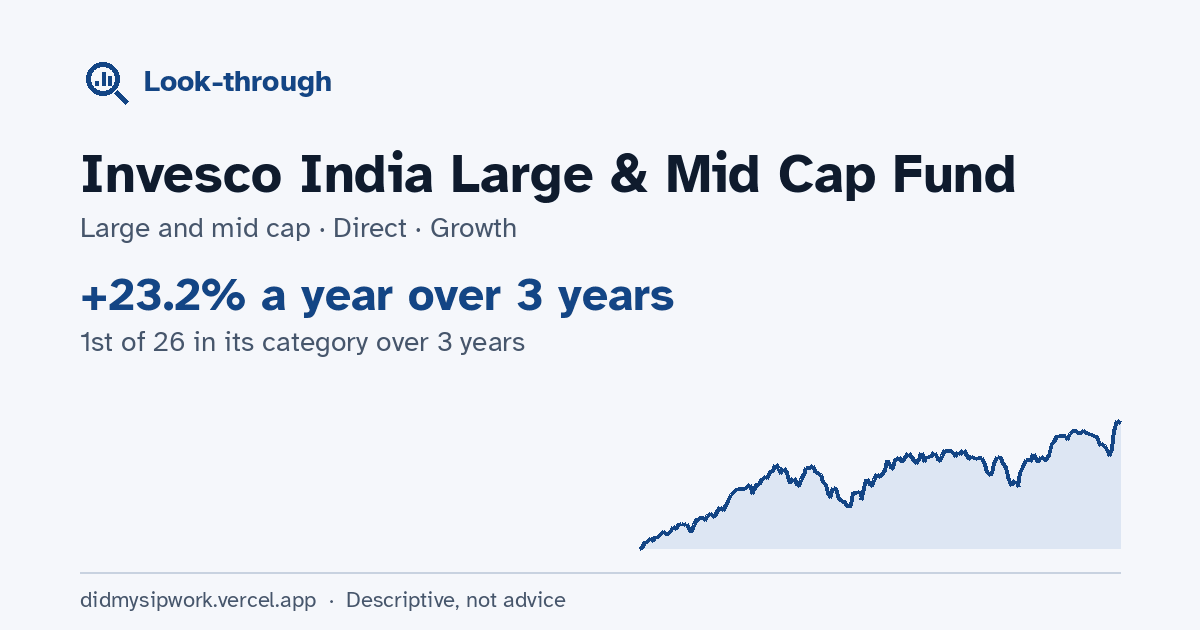 Look-through
Invesco India Large & Mid Cap Fund
Large and mid cap · Direct · Growth
+23.2% a year over 3 years
1st of 26 in its category over 3 years
didmysipwork.vercel.app · Descriptive, not advice